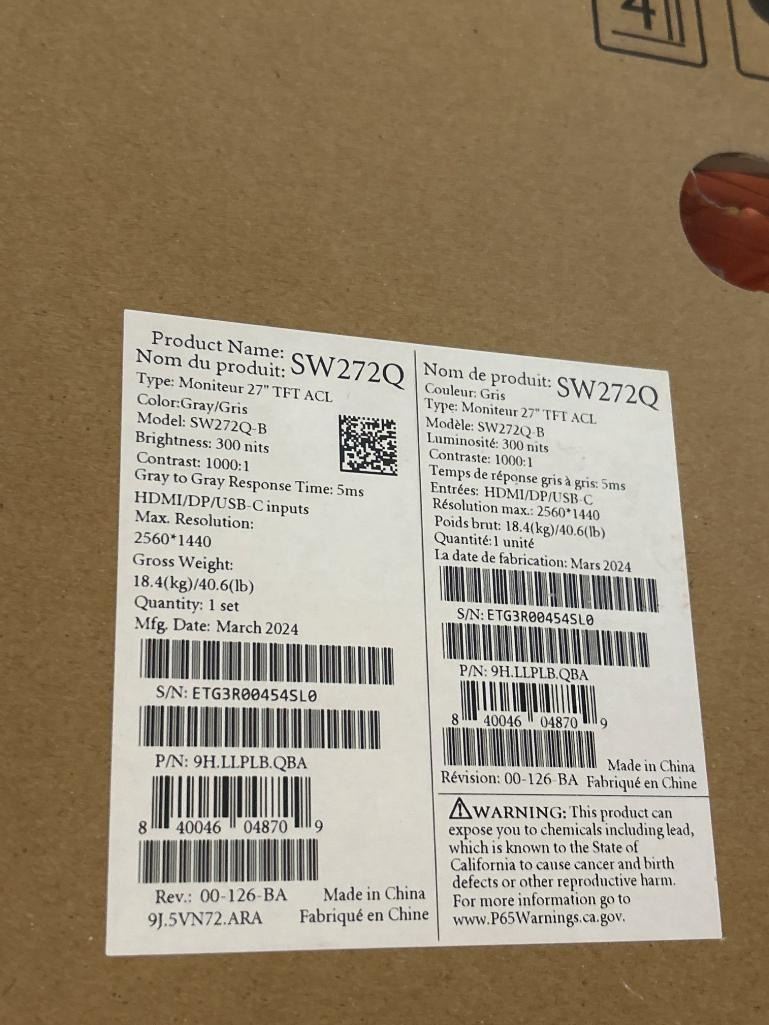 4
Product Name:
Nom du produit: SW272Q
Type: Moniteur 27" TFT ACL
Color:Gray/Gris
Model: SW272Q-B
Brightness: 300 nits
Contrast: 1000:1
Gray to Gray Response Time: 5ms
HDMI/DP/USB-C inputs
Max. Resolution:
2560*1440
Gross Weight:
18.4(kg)/40.6(lb)
Quantity: 1 set
Mfg. Date: March 2024
S/N: ETG3R00454SL0
P/N: 9H.LLPLB.QBA
8 40046 04870 9
Rev.: 00-126-BA Made in China
9J.5VN72.ARA Fabriqué en Chine
Nom de produit: SW272Q
Couleur: Gris
Type: Moniteur 27" TFT ACL
Modèle: SW272Q-B
Luminosité: 300 nits
Contraste: 1000:1
Temps de réponse gris à gris: 5ms
Entrées: HDMI/DP/USB-C
Résolution max.: 2560*1440
Poids brut: 18.4(kg)/40.6(lb)
Quantité:1 unité
La date de fabrication: Mars 2024
S/N: ETG3R00454SL0
P/N: 9H.LLPLB.QBA
8 40046 04870 9
Made in China
Révision: 00-126-BA Fabriqué en Chine
⚠WARNING: This product can
expose you to chemicals including lead,
which is known to the State of
California to cause cancer and birth
defects or other reproductive harm.
For more information go to
www.P65Warnings.ca.gov.